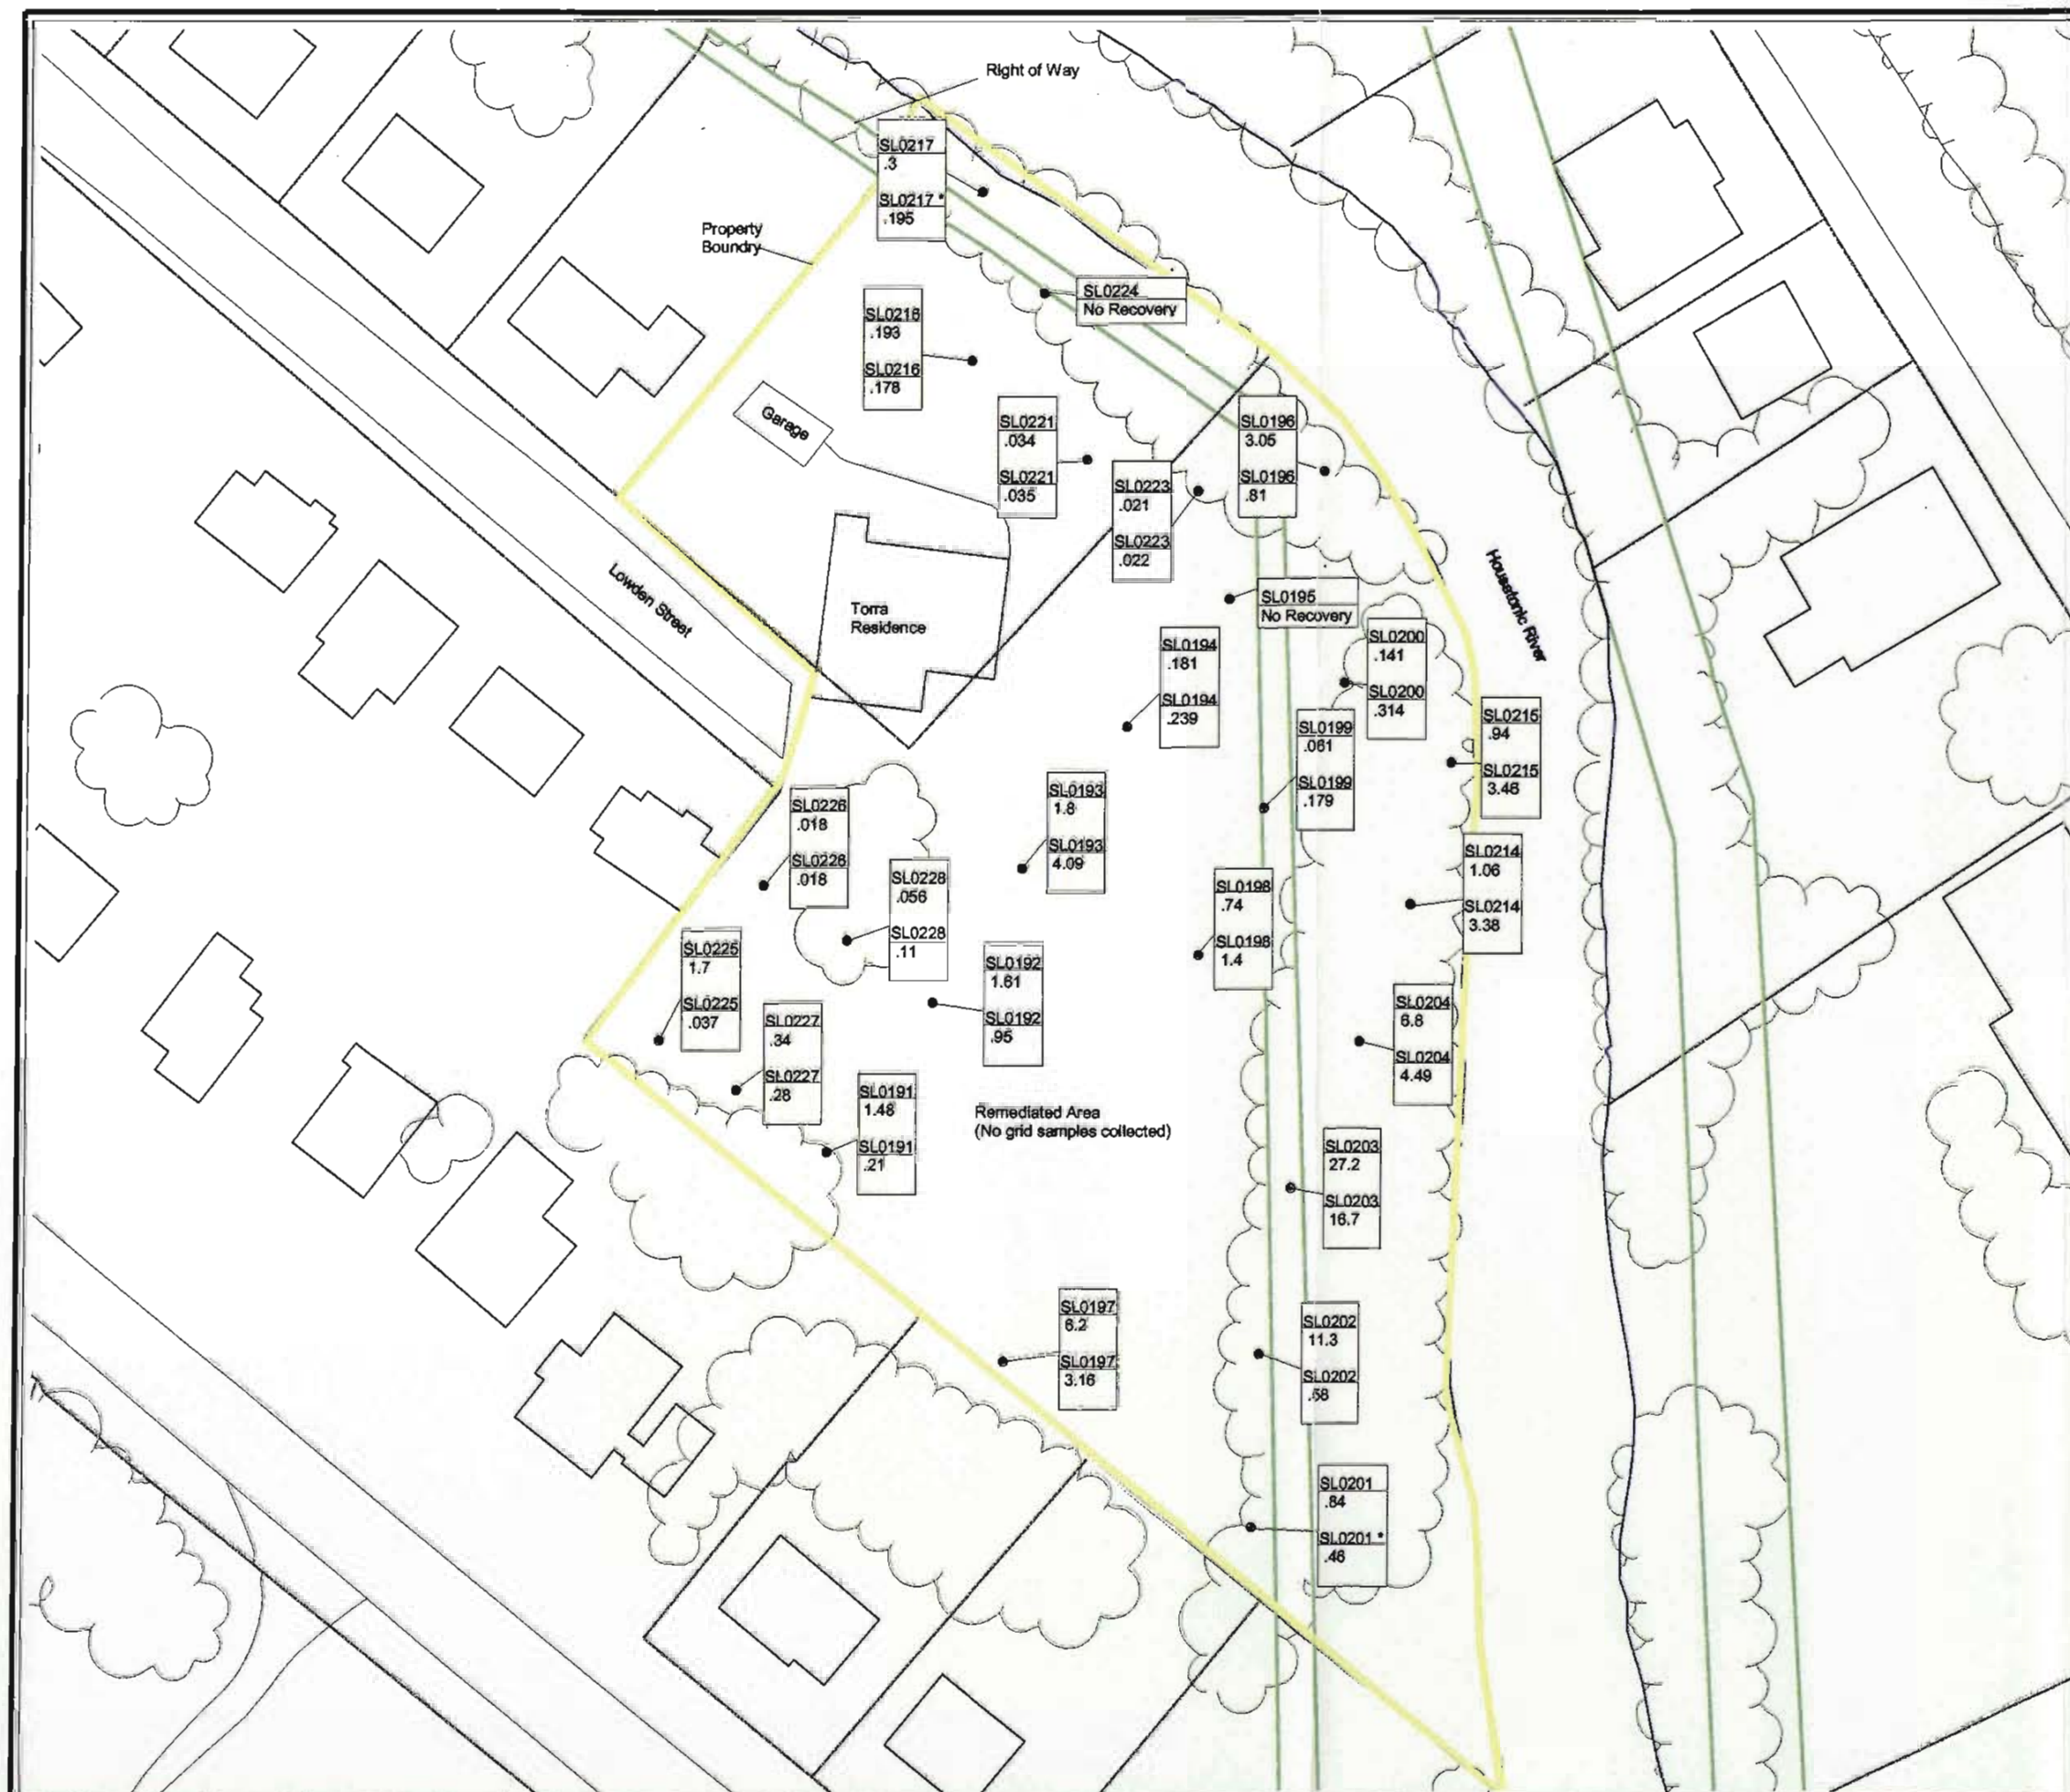 Right of Way
SL0217
.3
SL0217 *
.195
Property
Boundry
SL0224
No Recovery
SL0216
.193
SL0216
.178
Garage
SL0221
.034
SL0221
.035
SL0196
3.05
SL0196
.81
SL0223
.021
SL0223
.022
Housatonic River
Lowden Street
Torra
Residence
SL0195
No Recovery
SL0194
.181
SL0194
.239
SL0200
.141
SL0200
.314
SL0199
.061
SL0199
.179
SL0215
.94
SL0215
3.46
SL0226
.018
SL0226
.018
SL0193
1.8
SL0193
4.09
SL0214
1.06
SL0214
3.38
SL0228
.056
SL0228
.11
SL0198
.74
SL0198
1.4
SL0225
1.7
SL0225
.037
SL0192
1.61
SL0192
.95
SL0204
6.8
SL0204
4.49
SL0227
.34
SL0227
.28
SL0191
1.48
SL0191
.21
Remediated Area
(No grid samples collected)
SL0203
27.2
SL0203
16.7
SL0197
6.2
SL0197
3.16
SL0202
11.3
SL0202
.58
SL0201
.84
SL0201 *
.46